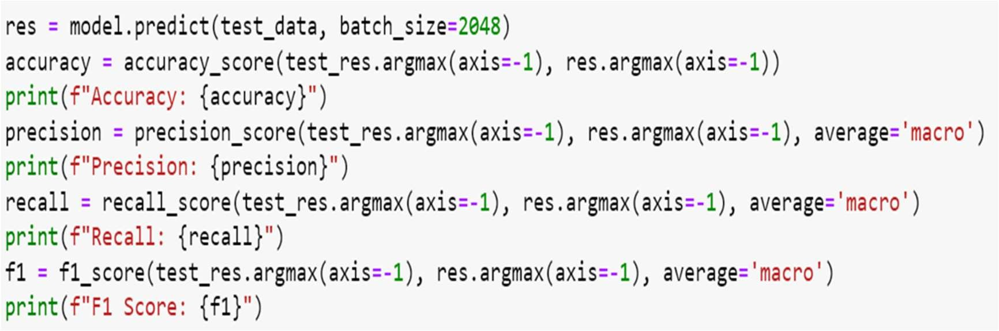 res = model.predict(test_data, batch_size=2048)
accuracy = accuracy_score(test_res.argmax(axis=-1), res.argmax(axis=-1))
print(f"Accuracy: {accuracy}")
precision = precision_score(test_res.argmax(axis=-1), res.argmax(axis=-1), average='macro')
print(f"Precision: {precision}")
recall = recall_score(test_res.argmax(axis=-1), res.argmax(axis=-1), average='macro')
print(f"Recall: {recall}")
f1 = f1_score(test_res.argmax(axis=-1), res.argmax(axis=-1), average='macro')
print(f"F1 Score: {f1}")